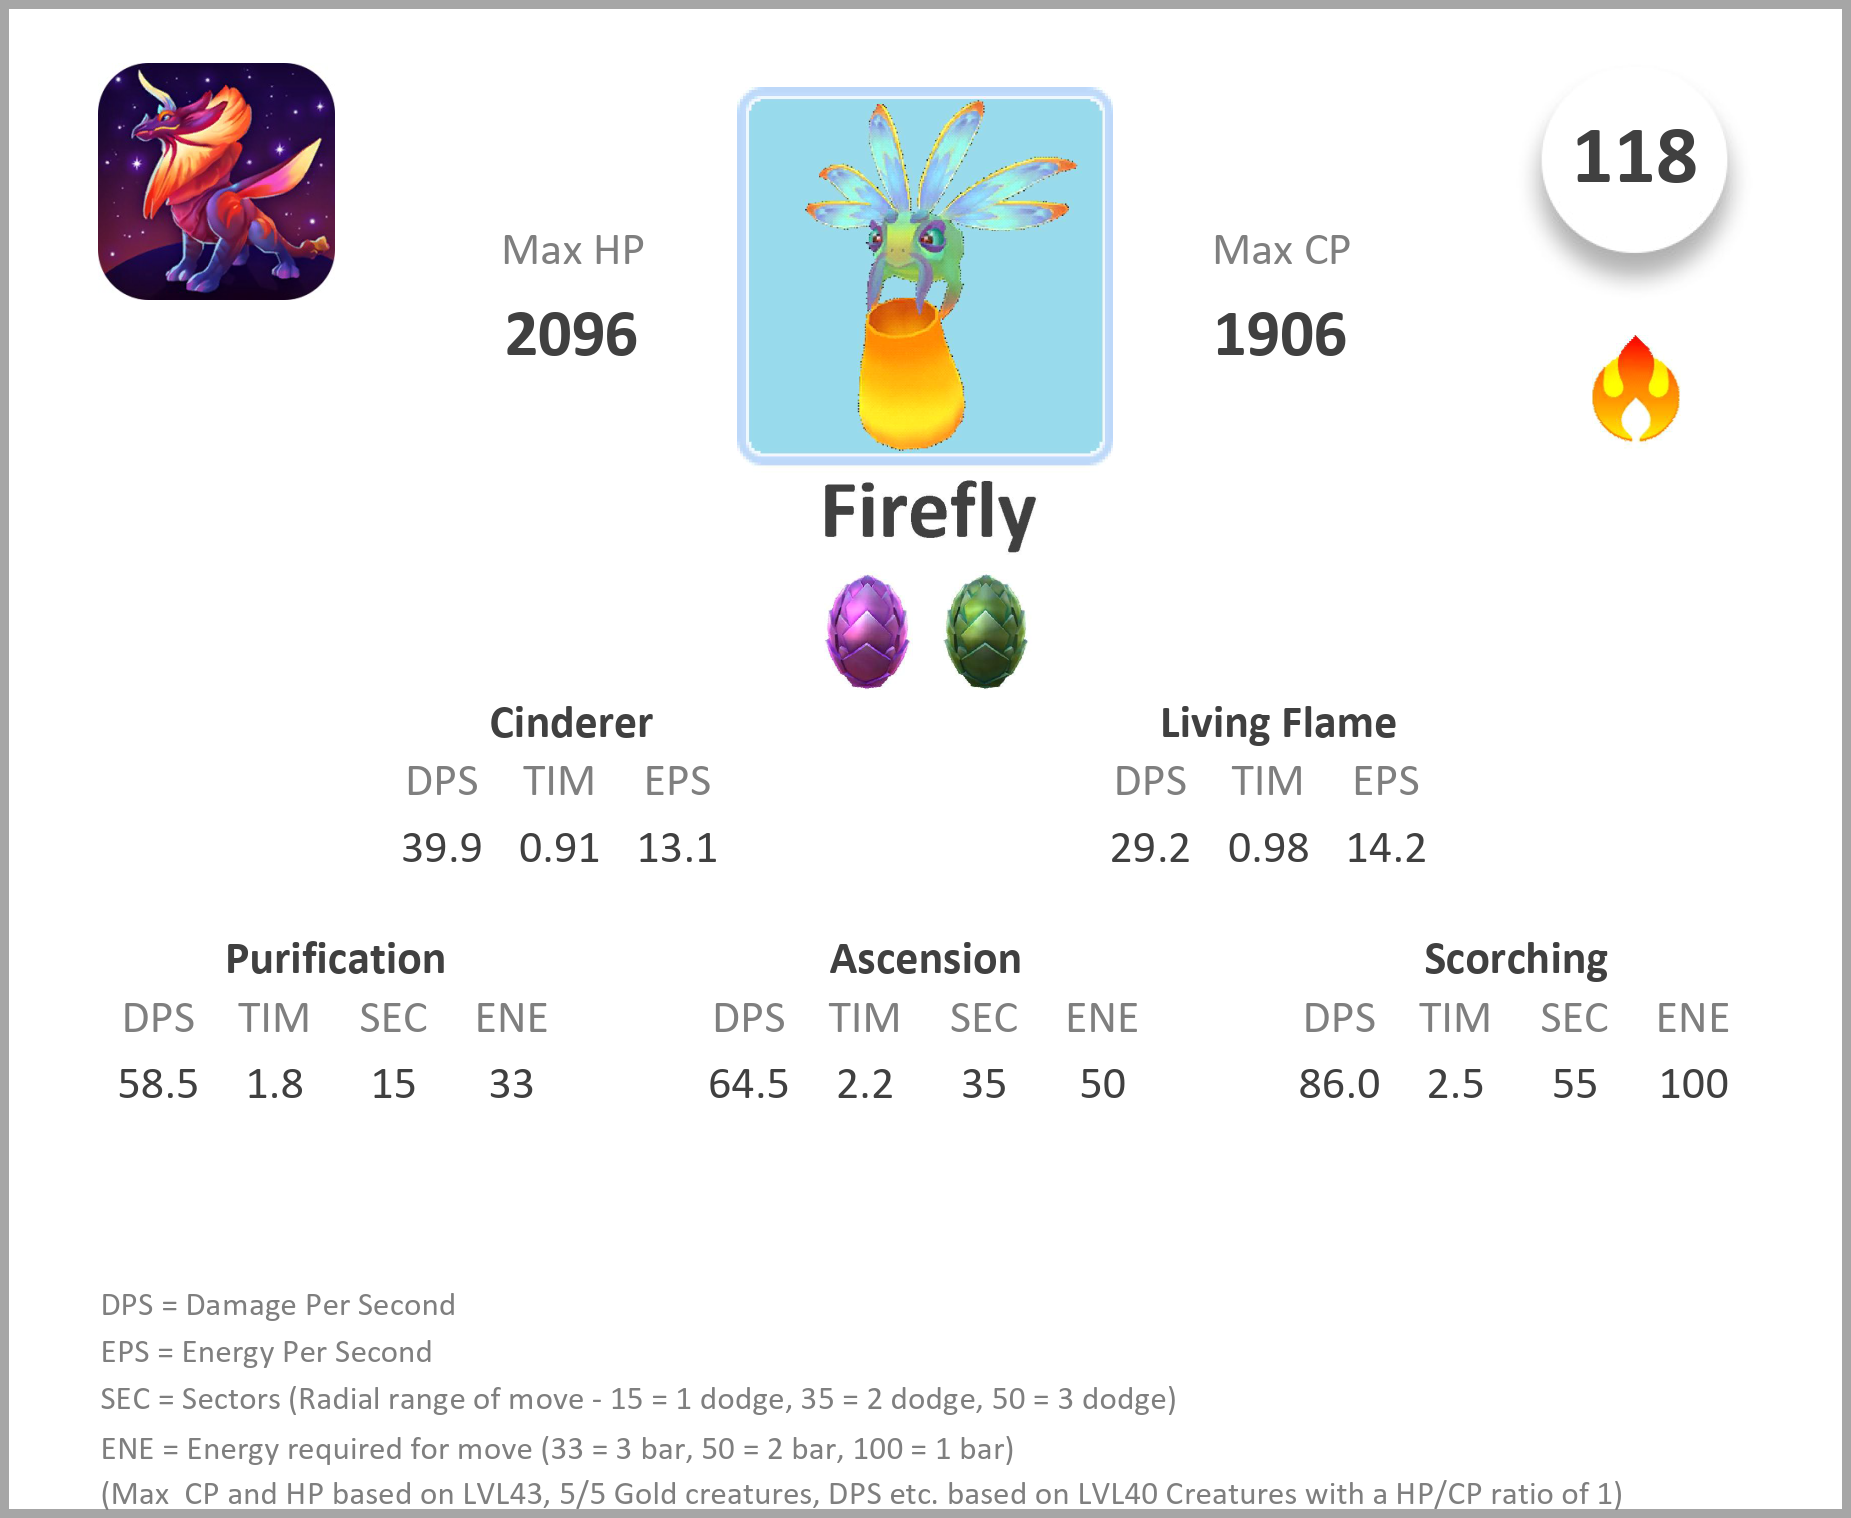 118
Max HP
Max CP
2096
1906
Firefly
Cinderer
Living Flame
DPS TIM EPS
DPS TIM EPS
39.9 0.91 13.1
29.2 0.98 14.2
Purification
Ascension
Scorching
DPS TIM SEC ENE
DPS TIM SEC ENE
DPS TIM SEC ENE
58.5 1.8 15 33
64.5 2.2 35 50
86.0 2.5 55 100
DPS = Damage Per Second
EPS = Energy Per Second
SEC = Sectors (Radial range of move - 15 = 1 dodge, 35 = 2 dodge, 50 = 3 dodge)
ENE = Energy required for move (33 = 3 bar, 50 = 2 bar, 100 = 1 bar)
(Max  CP and HP based on LVL43, 5/5 Gold creatures, DPS etc. based on LVL40 Creatures with a HP/CP ratio of 1)